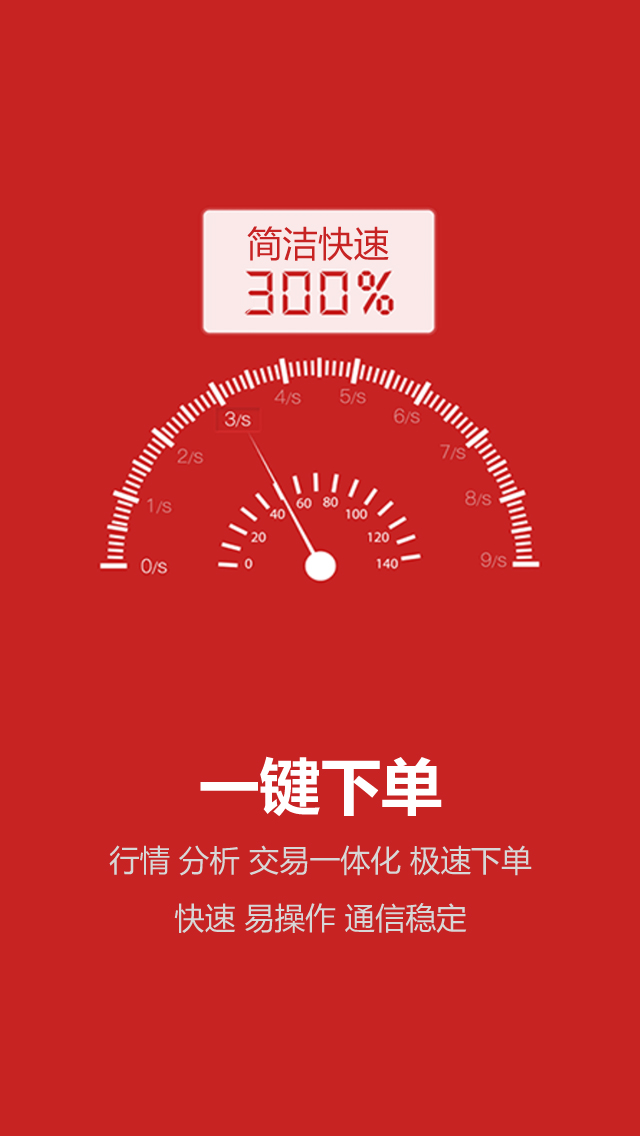 简洁快速
300%
0/s
1/s
2/s
3/s
4/s
5/s
6/s
7/s
8/s
9/s
0
20
40
60
80
100
120
140
一键下单
行情 分析 交易一体化 极速下单
快速 易操作 通信稳定